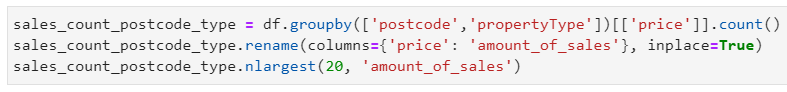 sales_count_postcode_type = df.groupby(['postcode','propertyType'])[['price']].count()
sales_count_postcode_type.rename(columns={'price': 'amount_of_sales'}, inplace=True)
sales_count_postcode_type.nlargest(20, 'amount_of_sales')